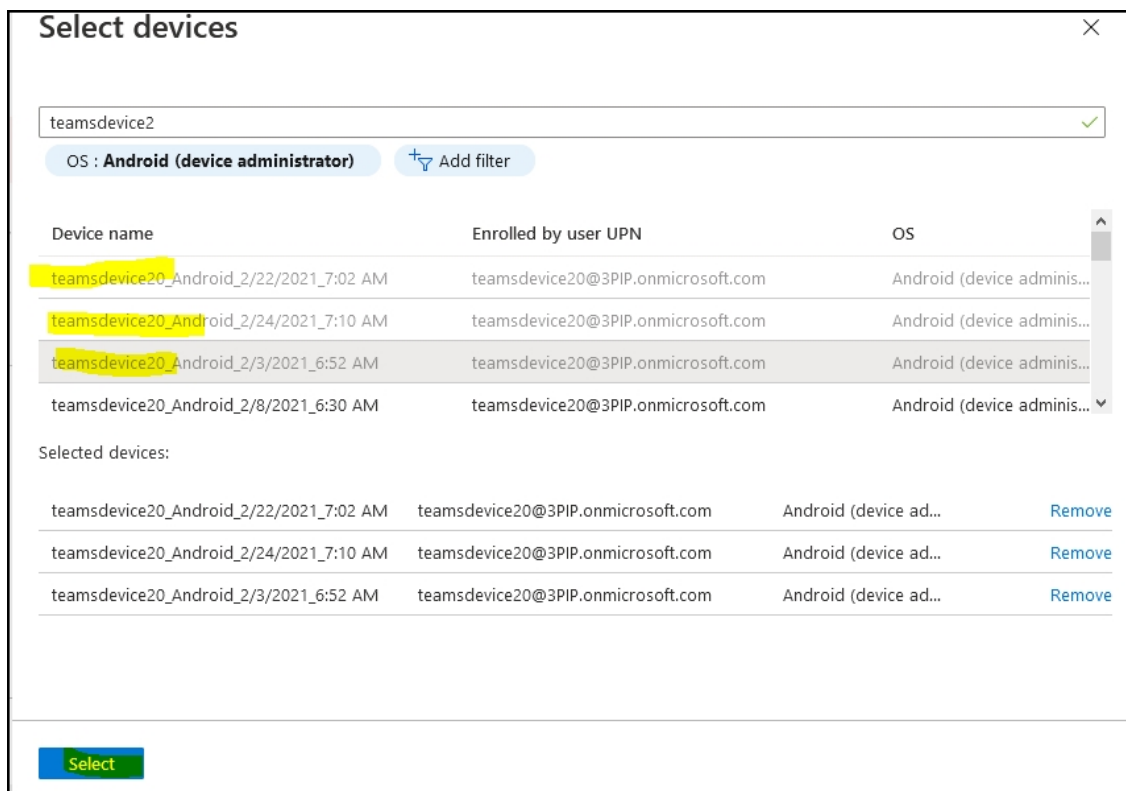 Select devices
teamsdevice2
OS : Android (device administrator) Add filter
Device name Enrolled by user UPN OS
teamsdevice20_Android_2/22/2021_7:02 AM teamsdevice20@3PIP.onmicrosoft.com Android (device adminis...
teamsdevice20_Android_2/24/2021_7:10 AM teamsdevice20@3PIP.onmicrosoft.com Android (device adminis...
teamsdevice20_Android_2/3/2021_6:52 AM teamsdevice20@3PIP.onmicrosoft.com Android (device adminis...
teamsdevice20_Android_2/8/2021_6:30 AM teamsdevice20@3PIP.onmicrosoft.com Android (device adminis...
Selected devices:
teamsdevice20_Android_2/22/2021_7:02 AM teamsdevice20@3PIP.onmicrosoft.com Android (device ad... Remove
teamsdevice20_Android_2/24/2021_7:10 AM teamsdevice20@3PIP.onmicrosoft.com Android (device ad... Remove
teamsdevice20_Android_2/3/2021_6:52 AM teamsdevice20@3PIP.onmicrosoft.com Android (device ad... Remove
Select